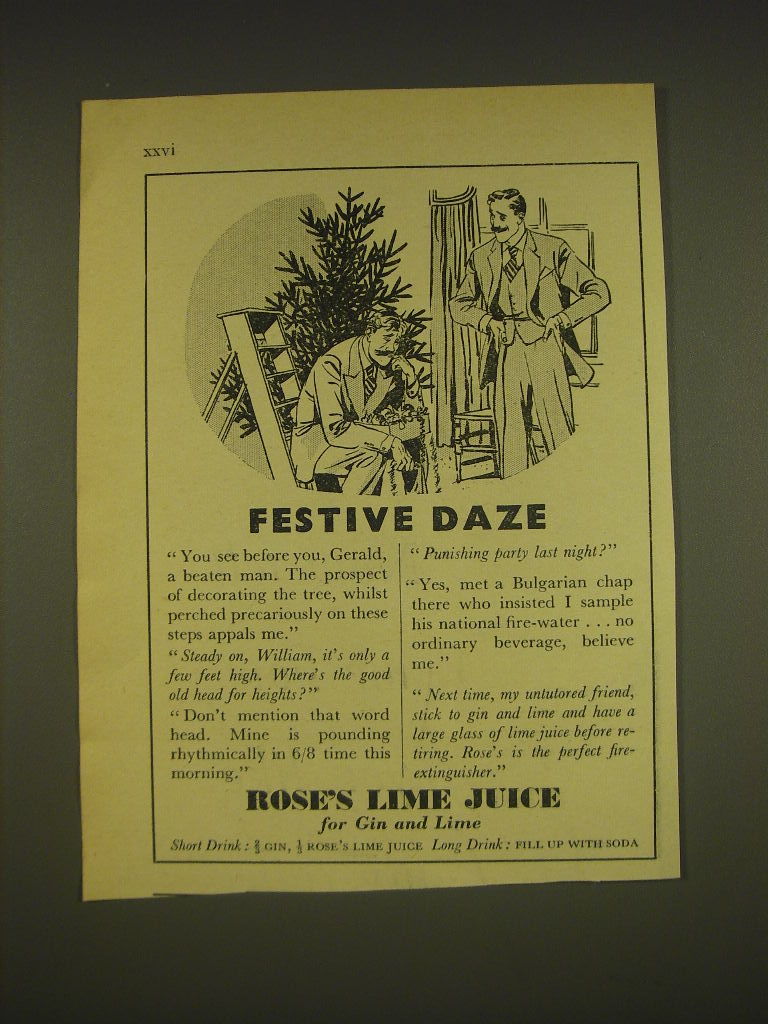 xxvi
FESTIVE DAZE
“ You see before you, Gerald,
a beaten man. The prospect
of decorating the tree, whilst
perched precariously on these
steps appals me.”
“ Steady on, William, it's only a
few feet high. Where's the good
old head for heights?”
“ Don't mention that word
head. Mine is pounding
rhythmically in 6/8 time this
morning.”
“ Punishing party last night?”
“ Yes, met a Bulgarian chap
there who insisted I sample
his national fire-water . . . no
ordinary beverage, believe
me.”
“ Next time, my untutored friend,
stick to gin and lime and have a
large glass of lime juice before re-
tiring. Rose's is the perfect fire-
extinguisher.”
ROSE'S LIME JUICE
for Gin and Lime
Short Drink : ⅔ GIN, ⅓ ROSE'S LIME JUICE Long Drink : FILL UP WITH SODA